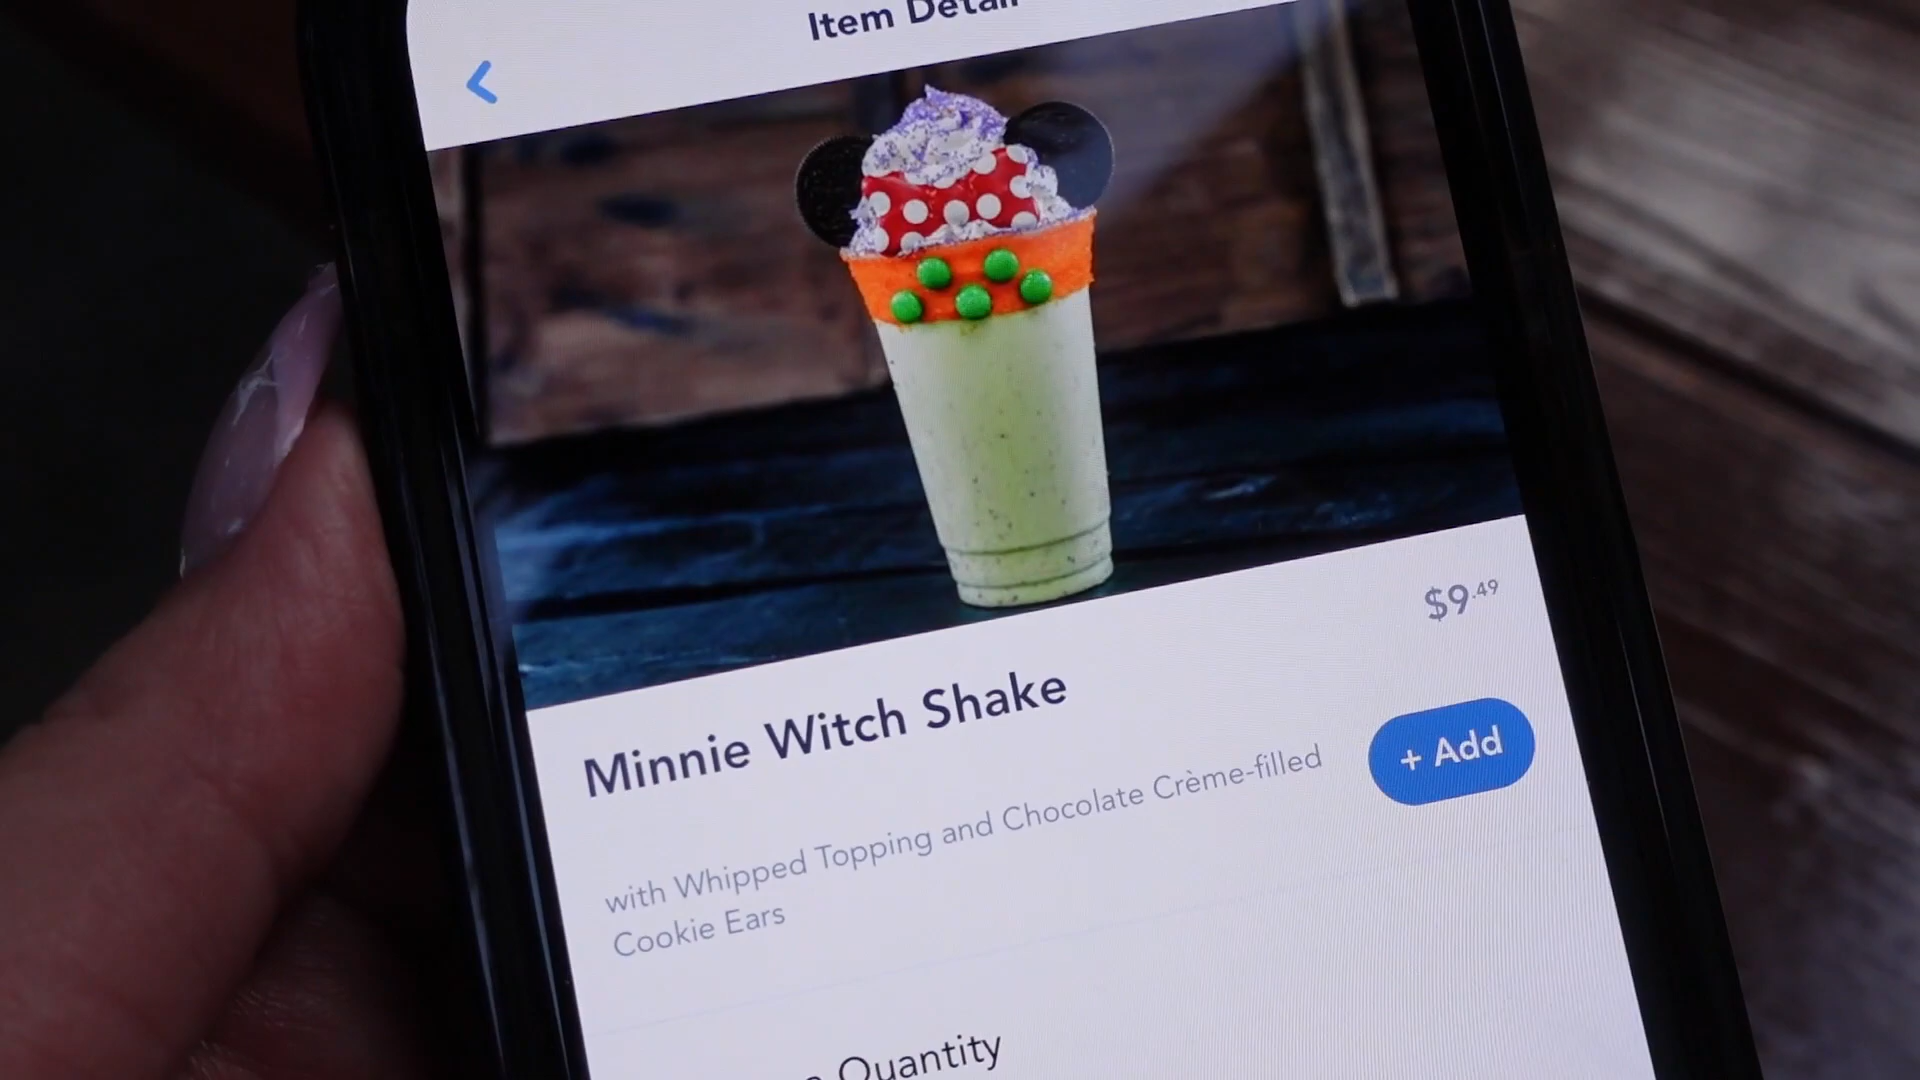 Item Detail
$9.49
Minnie Witch Shake
+ Add
with Whipped Topping and Chocolate Crème-filled
Cookie Ears
Quantity